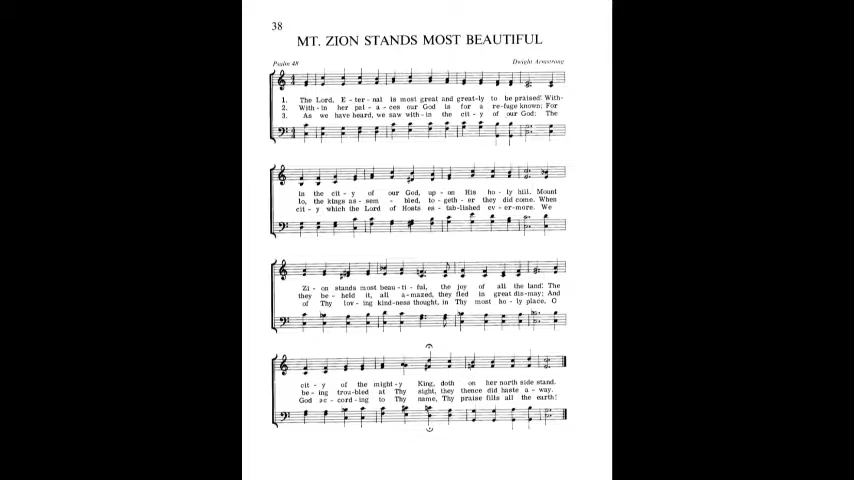 38
MT. ZION STANDS MOST BEAUTIFUL
Psalm 48 Dwight Armstrong
1. The Lord, E - ter - nal is most great and great-ly to be praised! With-
2. With - in her pal - a - ces our God is for a re - fuge known; For
3. As we have heard, we saw with - in the cit - y of our God: The
in the cit - y of our God, up - on His ho - ly hill. Mount
lo, the kings as - sem - bled, to - geth - er they did come. When
cit - y which the Lord of Hosts es - tab - lished ev - er-more. We
Zi - on stands most beau - ti - ful, the joy of all the land! The
they be - held it, all a - mazed, they fled in great dis - may; And
of Thy lov - ing kind-ness thought, in Thy most ho - ly place, O
cit - y of the might - y King, doth on her north side stand.
be - ing trou-bled at Thy sight, they thence did haste a - way.
God ac - cord-ing to Thy name, Thy praise fills all the earth!